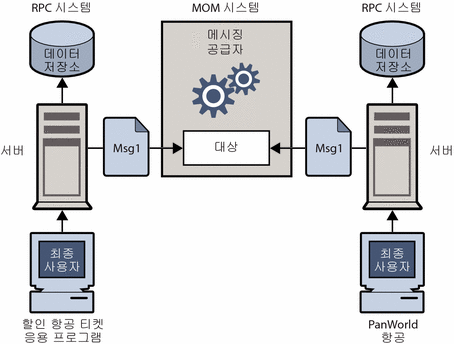 RPC 시스템
MOM 시스템
RPC 시스템
데이터
저장소
메시징
공급자
데이터
저장소
서버
Msg1
대상
Msg1
서버
최종
사용자
최종
사용자
할인 항공 티켓
응용 프로그램
PanWorld
항공